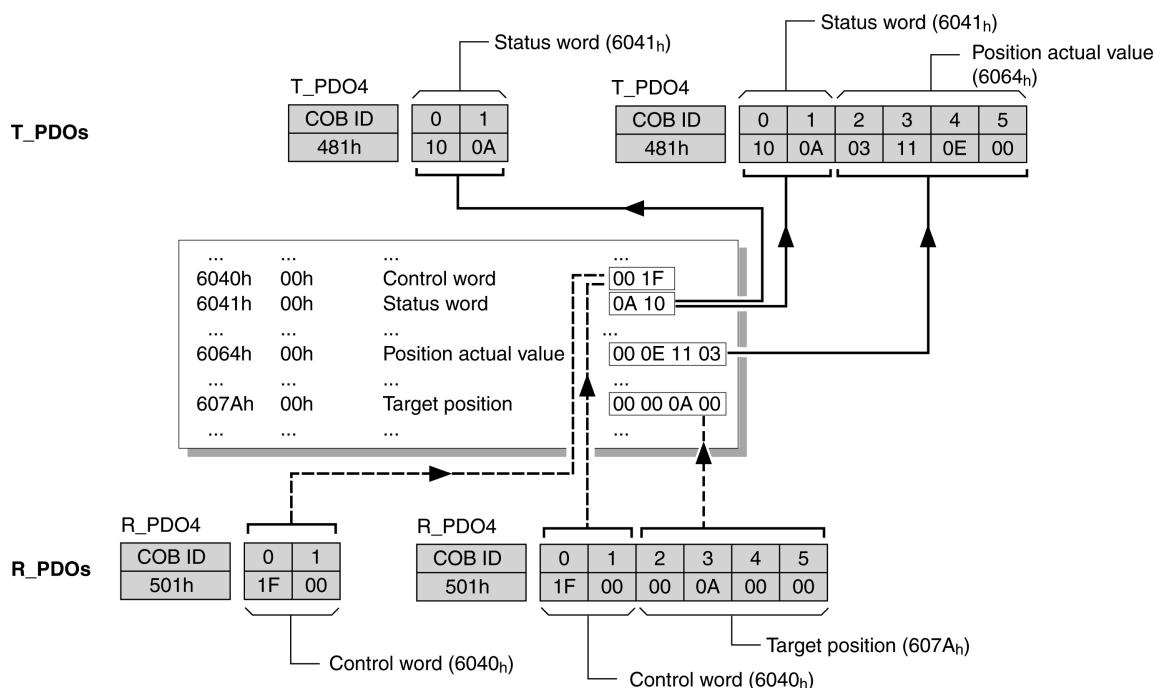 Status word (6041h)
Status word (6041h)
Position actual value
(6064h)
T_PDO4
T_PDO4
T_PDOs
COB ID 0 1
COB ID 0 1 2 3 4 5
481h 10 0A
481h 10 0A 03 11 0E 00
... ... ... ...
6040h 00h Control word 00 1F
6041h 00h Status word 0A 10
... ... ... ...
6064h 00h Position actual value 00 0E 11 03
... ... ... ...
607Ah 00h Target position 00 00 0A 00
... ... ... ...
R_PDO4
R_PDO4
R_PDOs
COB ID 0 1
COB ID 0 1 2 3 4 5
501h 1F 00
501h 1F 00 00 0A 00 00
Target position (607Ah)
Control word (6040h)
Control word (6040h)